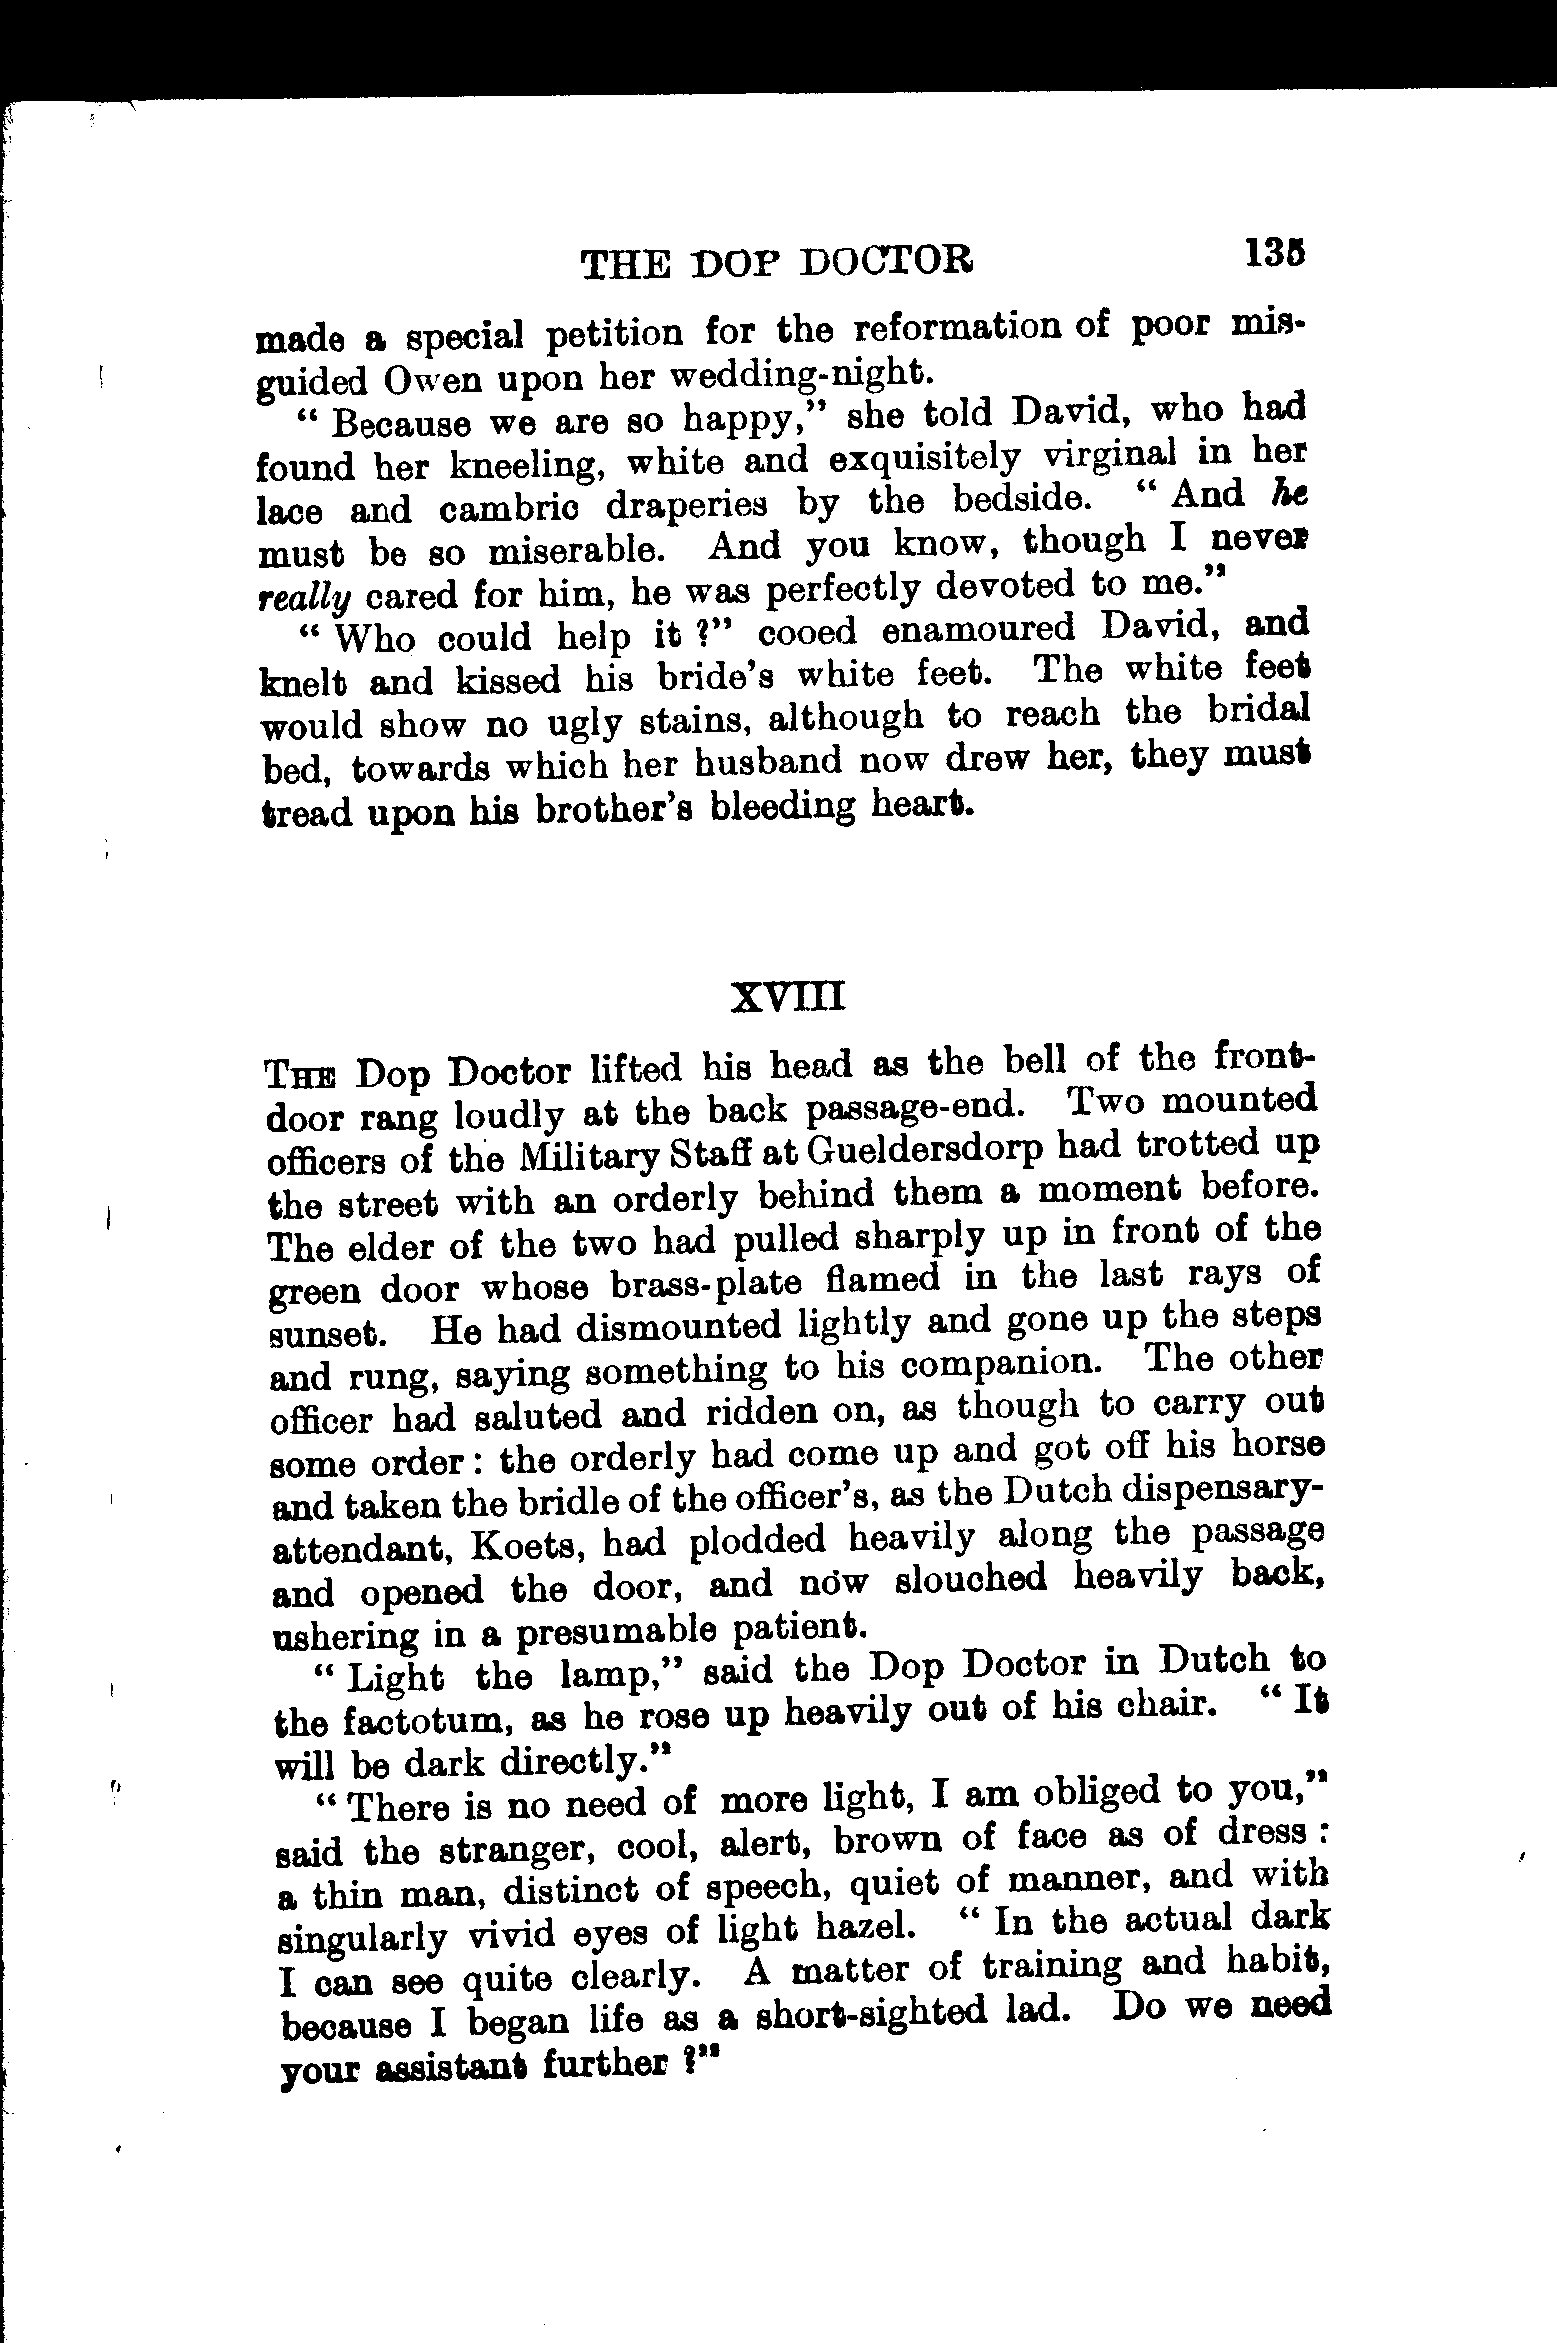 THE DOP DOCTOR 135
made a special petition for the reformation of poor mis-
guided Owen upon her wedding-night.
“ Because we are so happy,” she told David, who had
found her kneeling, white and exquisitely virginal in her
lace and cambric draperies by the bedside. “ And he
must be so miserable. And you know, though I never
really cared for him, he was perfectly devoted to me.”
“ Who could help it ?” cooed enamoured David, and
knelt and kissed his bride’s white feet. The white feet
would show no ugly stains, although to reach the bridal
bed, towards which her husband now drew her, they must
tread upon his brother’s bleeding heart.
XVIII
THE Dop Doctor lifted his head as the bell of the front-
door rang loudly at the back passage-end. Two mounted
officers of the Military Staff at Gueldersdorp had trotted up
the street with an orderly behind them a moment before.
The elder of the two had pulled sharply up in front of the
green door whose brass-plate flamed in the last rays of
sunset. He had dismounted lightly and gone up the steps
and rung, saying something to his companion. The other
officer had saluted and ridden on, as though to carry out
some order : the orderly had come up and got off his horse
and taken the bridle of the officer’s, as the Dutch dispensary-
attendant, Koets, had plodded heavily along the passage
and opened the door, and now slouched heavily back,
ushering in a presumable patient.
“ Light the lamp,” said the Dop Doctor in Dutch to
the factotum, as he rose up heavily out of his chair. “ It
will be dark directly.”
“ There is no need of more light, I am obliged to you,”
said the stranger, cool, alert, brown of face as of dress :
a thin man, distinct of speech, quiet of manner, and with
singularly vivid eyes of light hazel. “ In the actual dark
I can see quite clearly. A matter of training and habit,
because I began life as a short-sighted lad. Do we need
your assistant further ?”